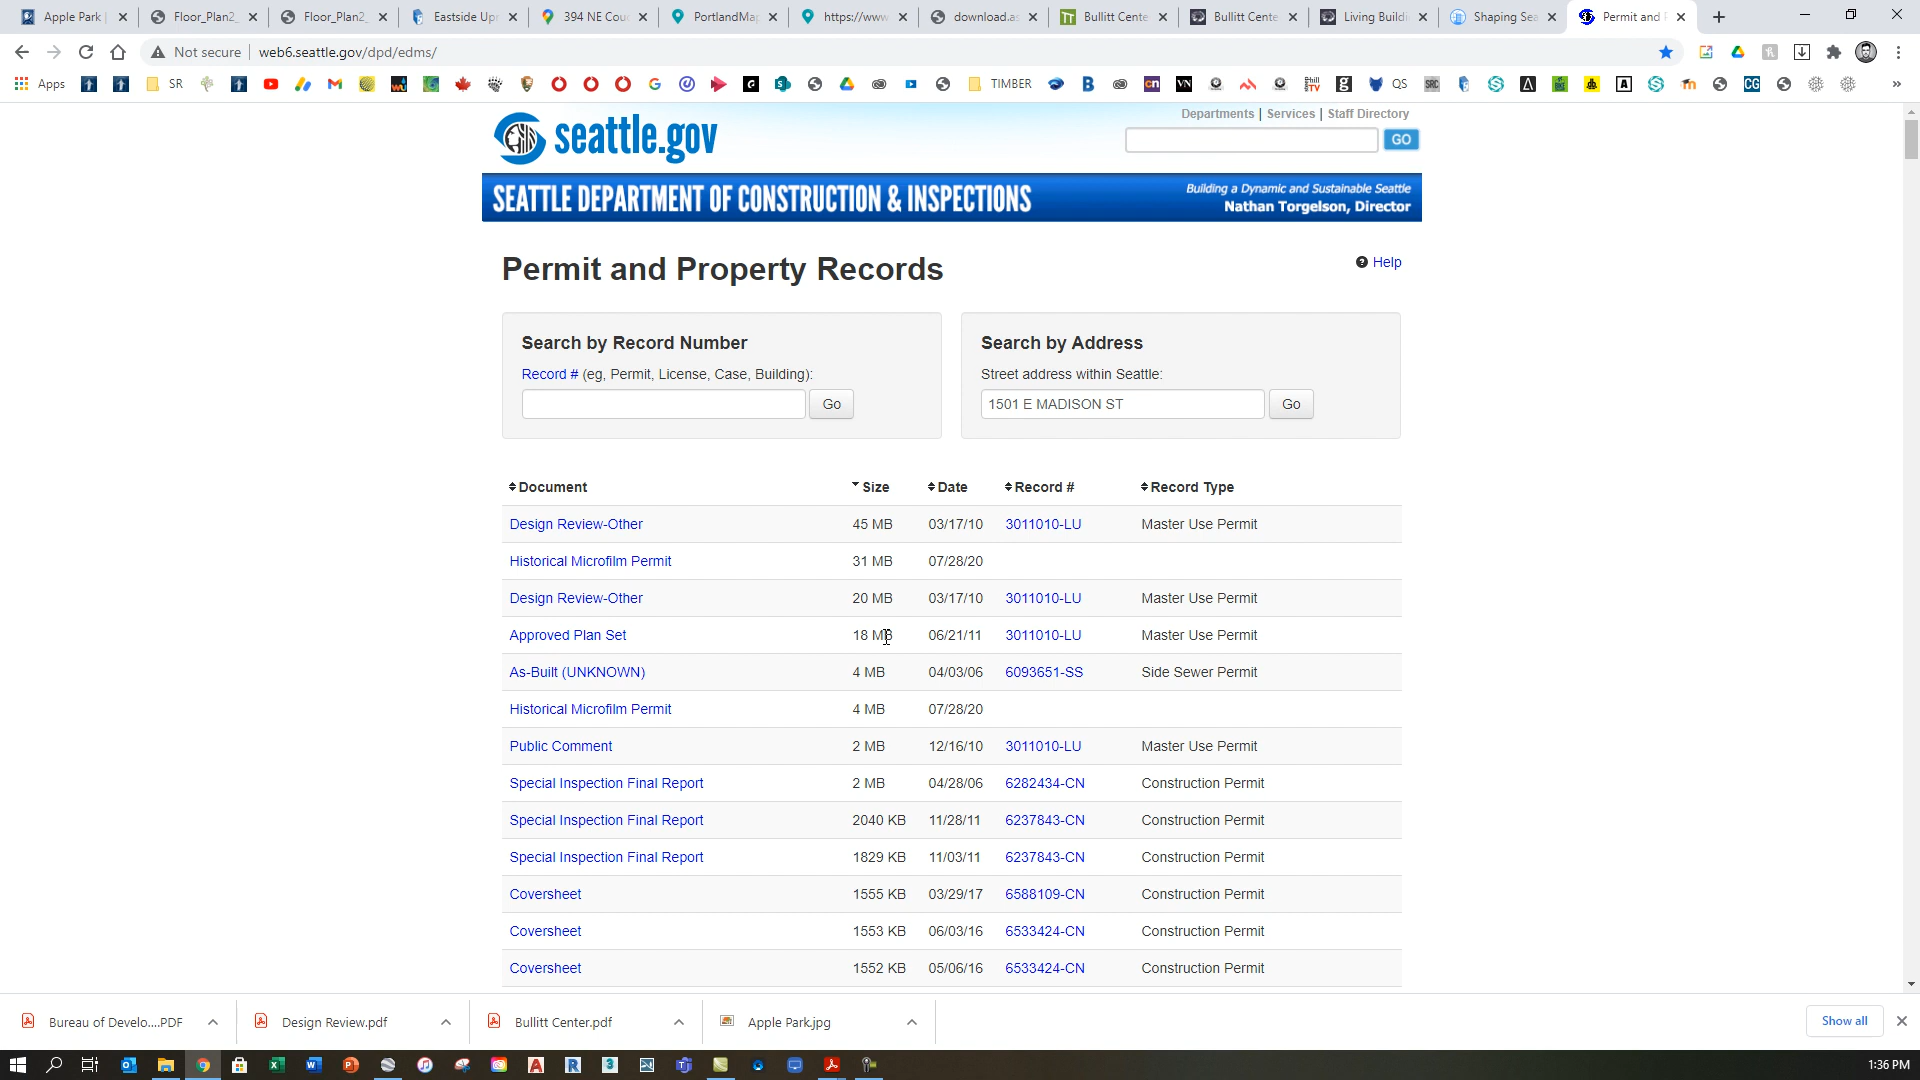 Apple Park
Floor_Plan2_
Floor_Plan2_
Eastside Up
394 NE Cou
PortlandMa
https://www
download.a
Bullitt Cente
Bullitt Cente
Living Buildi
Shaping Sea
Permit and
Not secure
web6.seattle.gov/dpd/edms/
Apps
SR
TIMBER
QS
Departments | Services | Staff Directory
seattle.gov
GO
SEATTLE DEPARTMENT OF CONSTRUCTION & INSPECTIONS
Building a Dynamic and Sustainable Seattle
Nathan Torgelson, Director
Permit and Property Records
Help
Search by Record Number
Record # (eg, Permit, License, Case, Building):
Go
Search by Address
Street address within Seattle:
1501 E MADISON ST
Go
Document Size Date Record # Record Type
Design Review-Other 45 MB 03/17/10 3011010-LU Master Use Permit
Historical Microfilm Permit 31 MB 07/28/20
Design Review-Other 20 MB 03/17/10 3011010-LU Master Use Permit
Approved Plan Set 18 MB 06/21/11 3011010-LU Master Use Permit
As-Built (UNKNOWN) 4 MB 04/03/06 6093651-SS Side Sewer Permit
Historical Microfilm Permit 4 MB 07/28/20
Public Comment 2 MB 12/16/10 3011010-LU Master Use Permit
Special Inspection Final Report 2 MB 04/28/06 6282434-CN Construction Permit
Special Inspection Final Report 2040 KB 11/28/11 6237843-CN Construction Permit
Special Inspection Final Report 1829 KB 11/03/11 6237843-CN Construction Permit
Coversheet 1555 KB 03/29/17 6588109-CN Construction Permit
Coversheet 1553 KB 06/03/16 6533424-CN Construction Permit
Coversheet 1552 KB 05/06/16 6533424-CN Construction Permit
Bureau of Develo....PDF
Design Review.pdf
Bullitt Center.pdf
Apple Park.jpg
Show all
1:36 PM